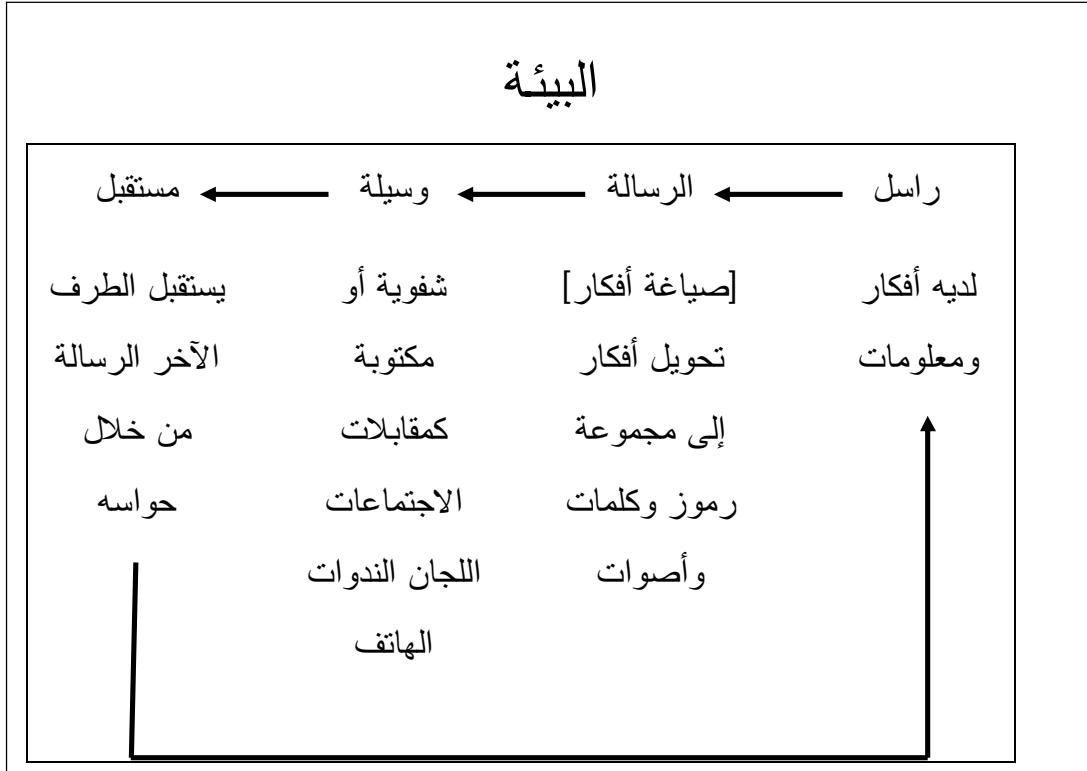 البيئة
راسل الرسالة وسيلة مستقبل
لديه أفكار [صياغة أفكار] شفوية أو يستقبل الطرف
ومعلومات تحويل أفكار مكتوبة الآخر الرسالة
إلى مجموعة كمقابلات من خلال
رموز وكلمات الاجتماعات حواسه
وأصوات اللجان الندوات
الهاتف